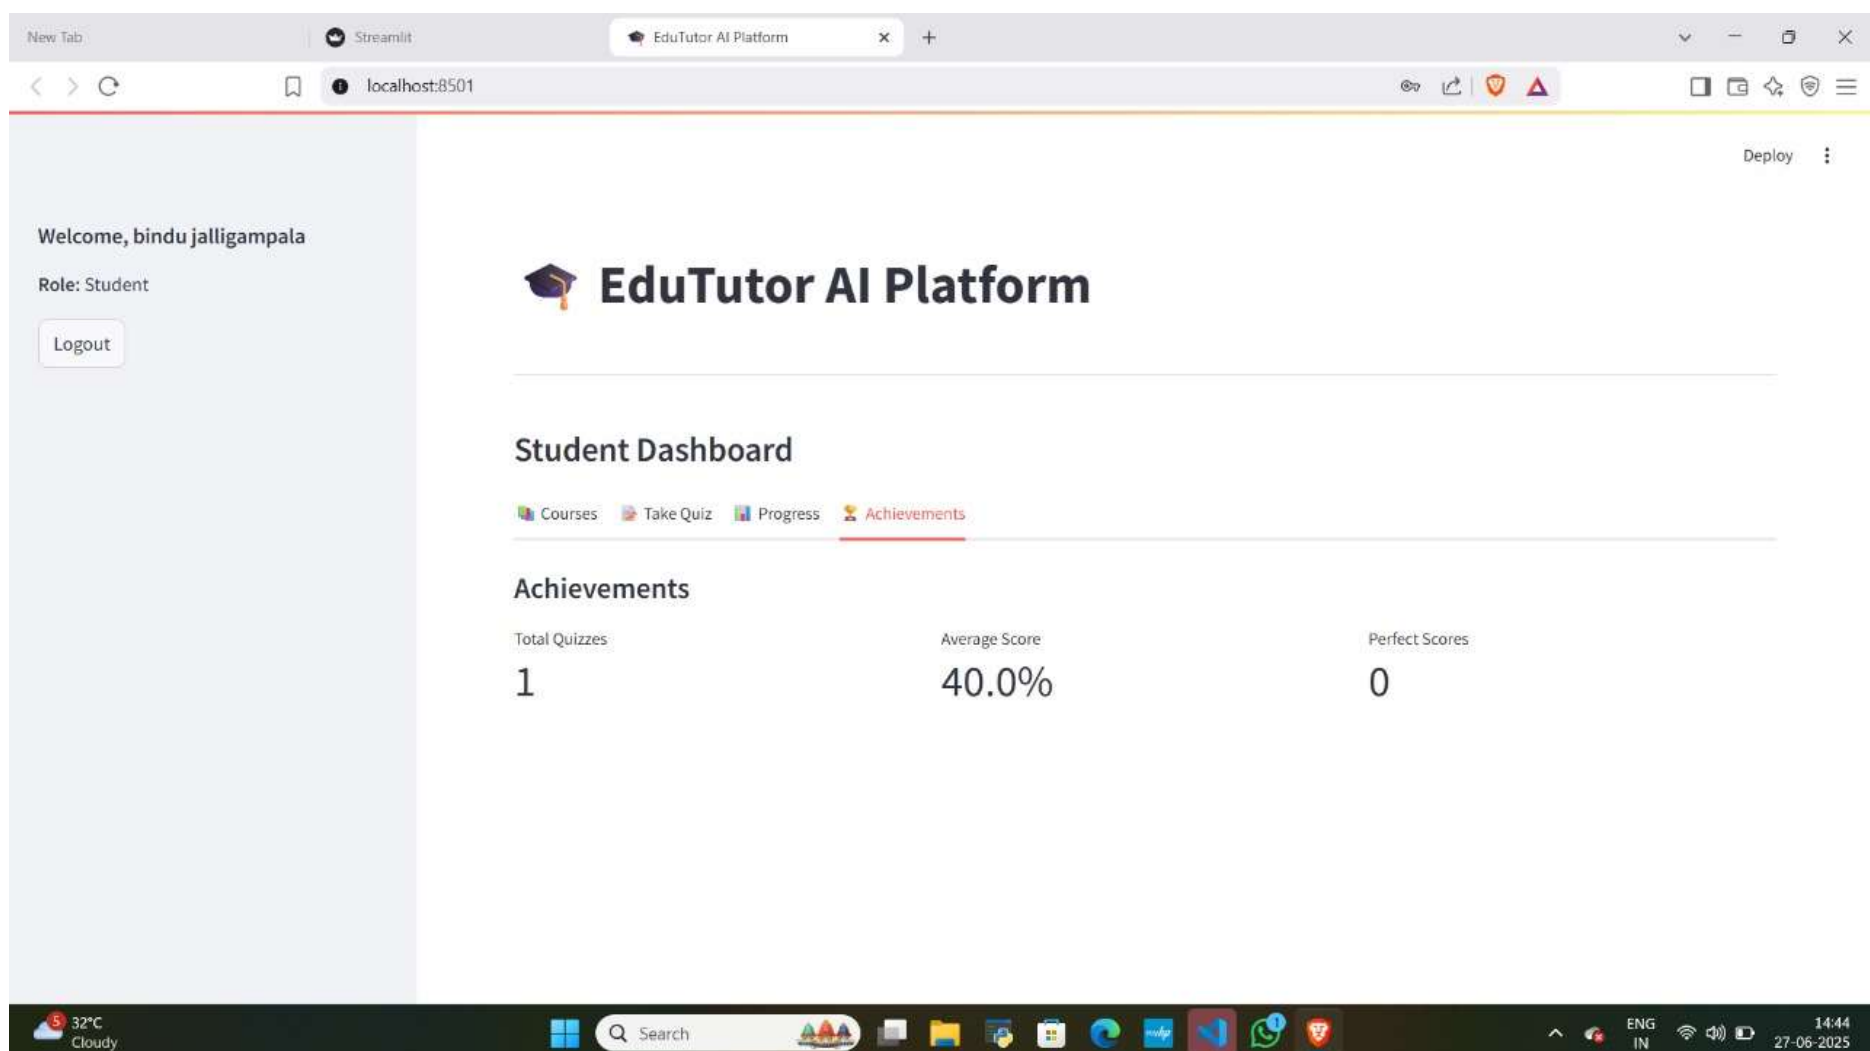 New Tab
Streamlit
EduTutor AI Platform
localhost:8501
Deploy
Welcome, bindu jalligampala
Role: Student
Logout
EduTutor AI Platform
Student Dashboard
Courses Take Quiz Progress Achievements
Achievements
Total Quizzes Average Score Perfect Scores
1 40.0% 0
5
32°C
Cloudy
Search
1
ENG
IN
14:44
27-06-2025